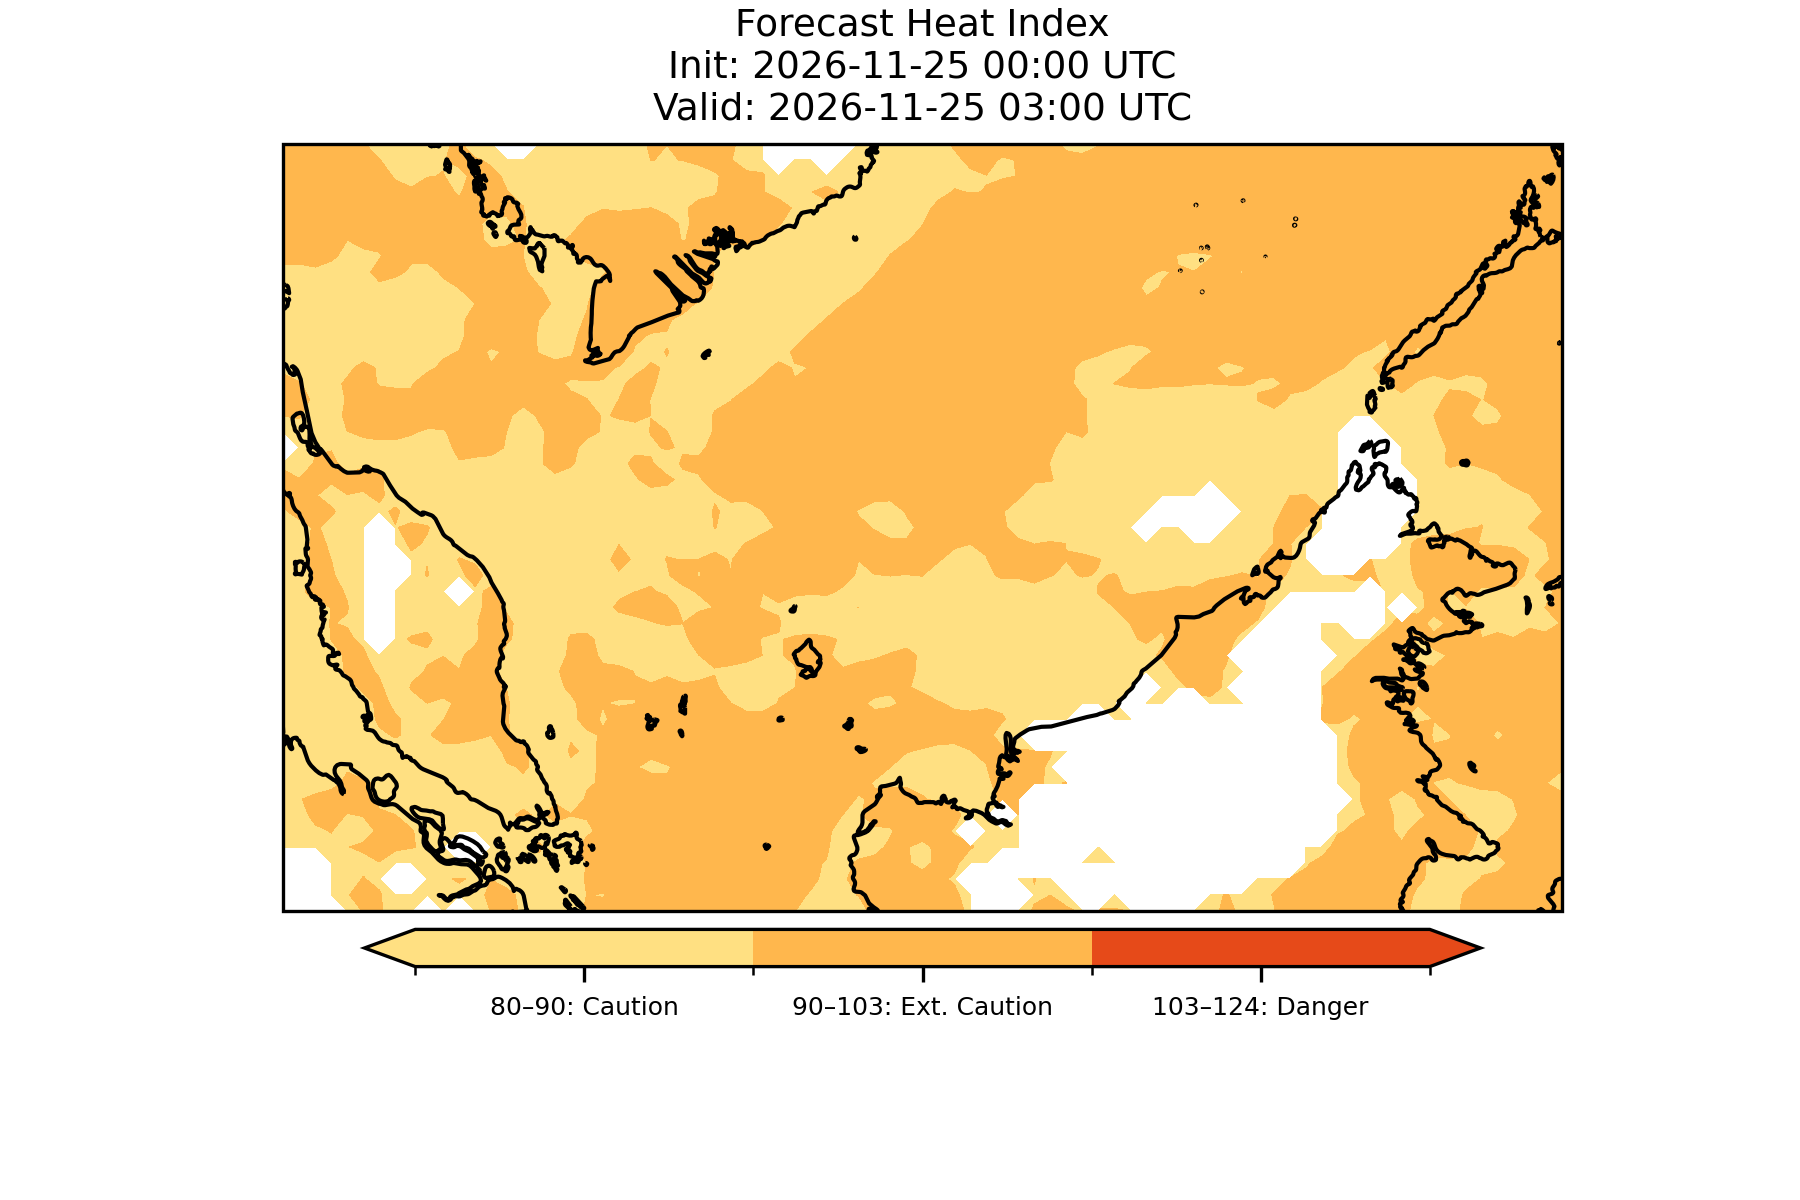 Forecast Heat Index
Init: 2026-11-25 00:00 UTC
Valid: 2026-11-25 03:00 UTC
80–90: Caution
90–103: Ext. Caution
103–124: Danger